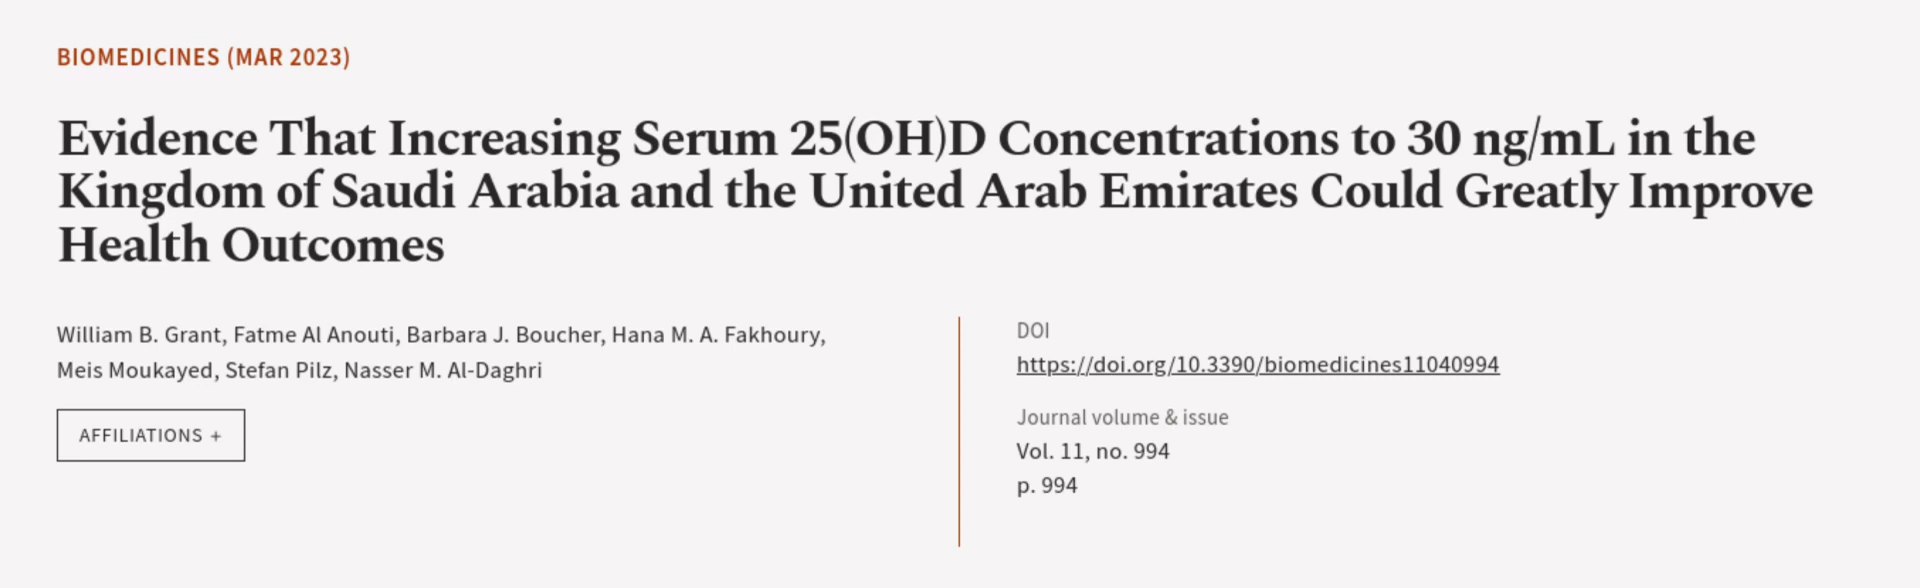 BIOMEDICINES (MAR 2023)
Evidence That Increasing Serum 25(OH)D Concentrations to 30 ng/mL in the
Kingdom of Saudi Arabia and the United Arab Emirates Could Greatly Improve
Health Outcomes
William B. Grant, Fatme Al Anouti, Barbara J. Boucher, Hana M. A. Fakhoury,
Meis Moukayed, Stefan Pilz, Nasser M. Al-Daghri
AFFILIATIONS +
DOI
https://doi.org/10.3390/biomedicines11040994
Journal volume & issue
Vol. 11, no. 994
p. 994